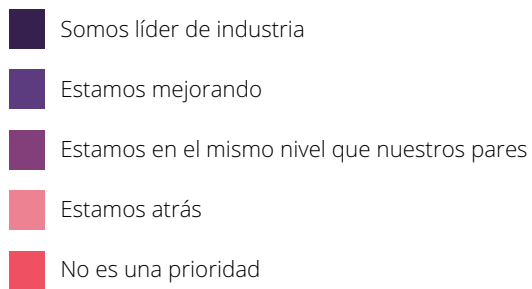 Somos líder de industria
Estamos mejorando
Estamos en el mismo nivel que nuestros pares
Estamos atrás
No es una prioridad